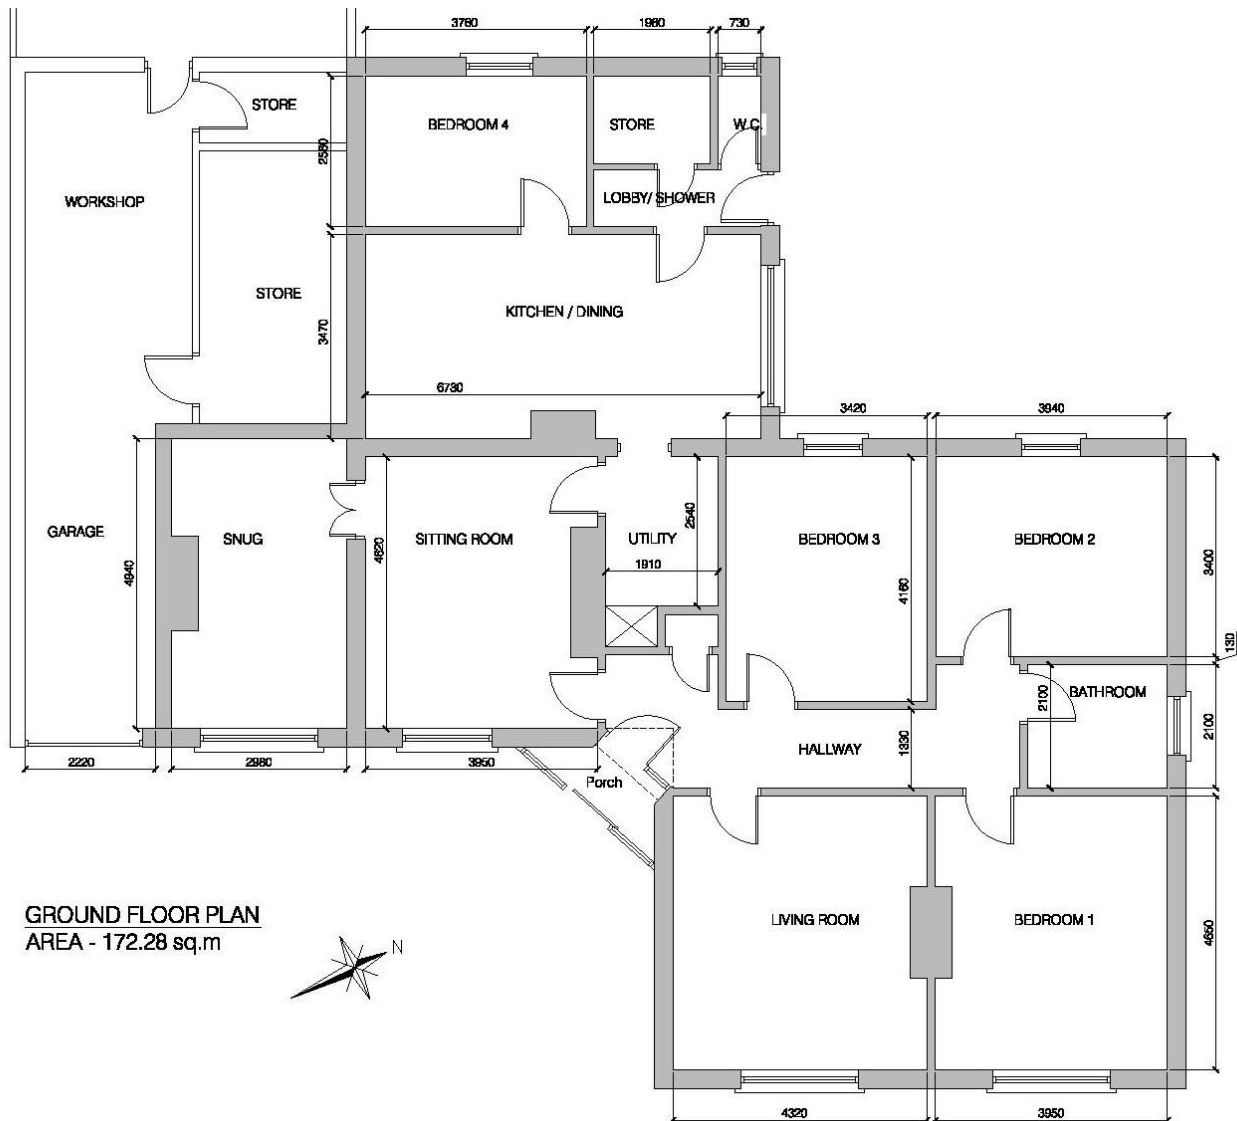 3760
1980
730
STORE
BEDROOM 4
STORE
W.C.
2580
WORKSHOP
LOBBY/ SHOWER
STORE
KITCHEN / DINING
3470
6730
3420
3940
GARAGE
SNUG
SITTING ROOM
UTILITY
2540
BEDROOM 3
BEDROOM 2
4940
4620
1910
4160
3400
130
2100
BATHROOM
2100
HALLWAY
1330
2220
2980
3950
Porch
LIVING ROOM
BEDROOM 1
4650
GROUND FLOOR PLAN
AREA - 172.28 sq.m
N
4320
3950